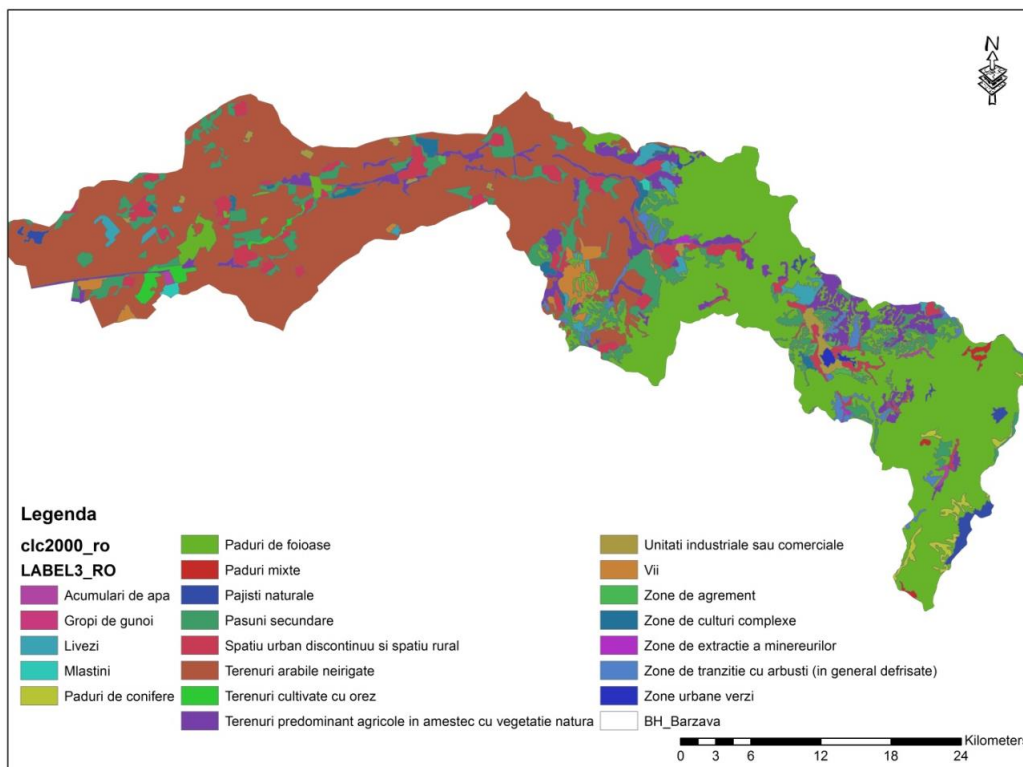 N
Legenda
clc2000_ro
LABEL3_RO
Acumulari de apa
Gropi de gunoi
Livezi
Mlastini
Paduri de conifere
Paduri de foioase
Paduri mixte
Pajisti naturale
Pasuni secundare
Spatiu urban discontinuu si spatiu rural
Terenuri arabile neirigate
Terenuri cultivate cu orez
Terenuri predominant agricole in amestec cu vegetatie natura
Unitati industriale sau comerciale
Vii
Zone de agrement
Zone de culturi complexe
Zone de extractie a minereurilor
Zone de tranzitie cu arbusti (in general defrisate)
Zone urbane verzi
BH_Barzava
Kilometers
0 3 6 12 18 24